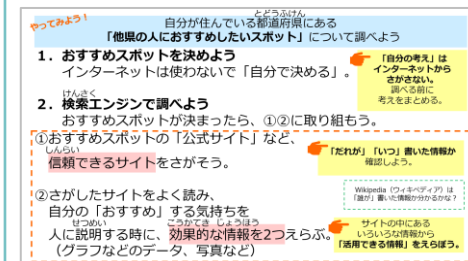 やってみよう!
自分が住んでいる都道府県にある
とどうふけん
「他県の人におすすめしたいスポット」について調べよう
1.おすすめスポットを決めよう
インターネットは使わないで「自分で決める」。
「自分の考え」は
インターネットから
さがさない。
調べる前に
考えをまとめる。
けんさく
2.検索エンジンで調べよう
おすすめスポットが決まったら、①②に取り組もう。
①おすすめスポットの「公式サイト」など、
しんらい
信頼できるサイトをさがそう。
「だれが」「いつ」書いた情報か
確認しよう。
Wikipedia(ウィキペディア)は
「誰が」書いた情報か分かるかな?
②さがしたサイトをよく読み、
自分の「おすすめ」する気持ちを
せつめい こうかてき じょうほう
人に説明する時に、効果的な情報を2つえらぶ。
(グラフなどのデータ、写真など)
サイトの中にある
いろいろな情報から
「活用できる情報」をえらぼう。